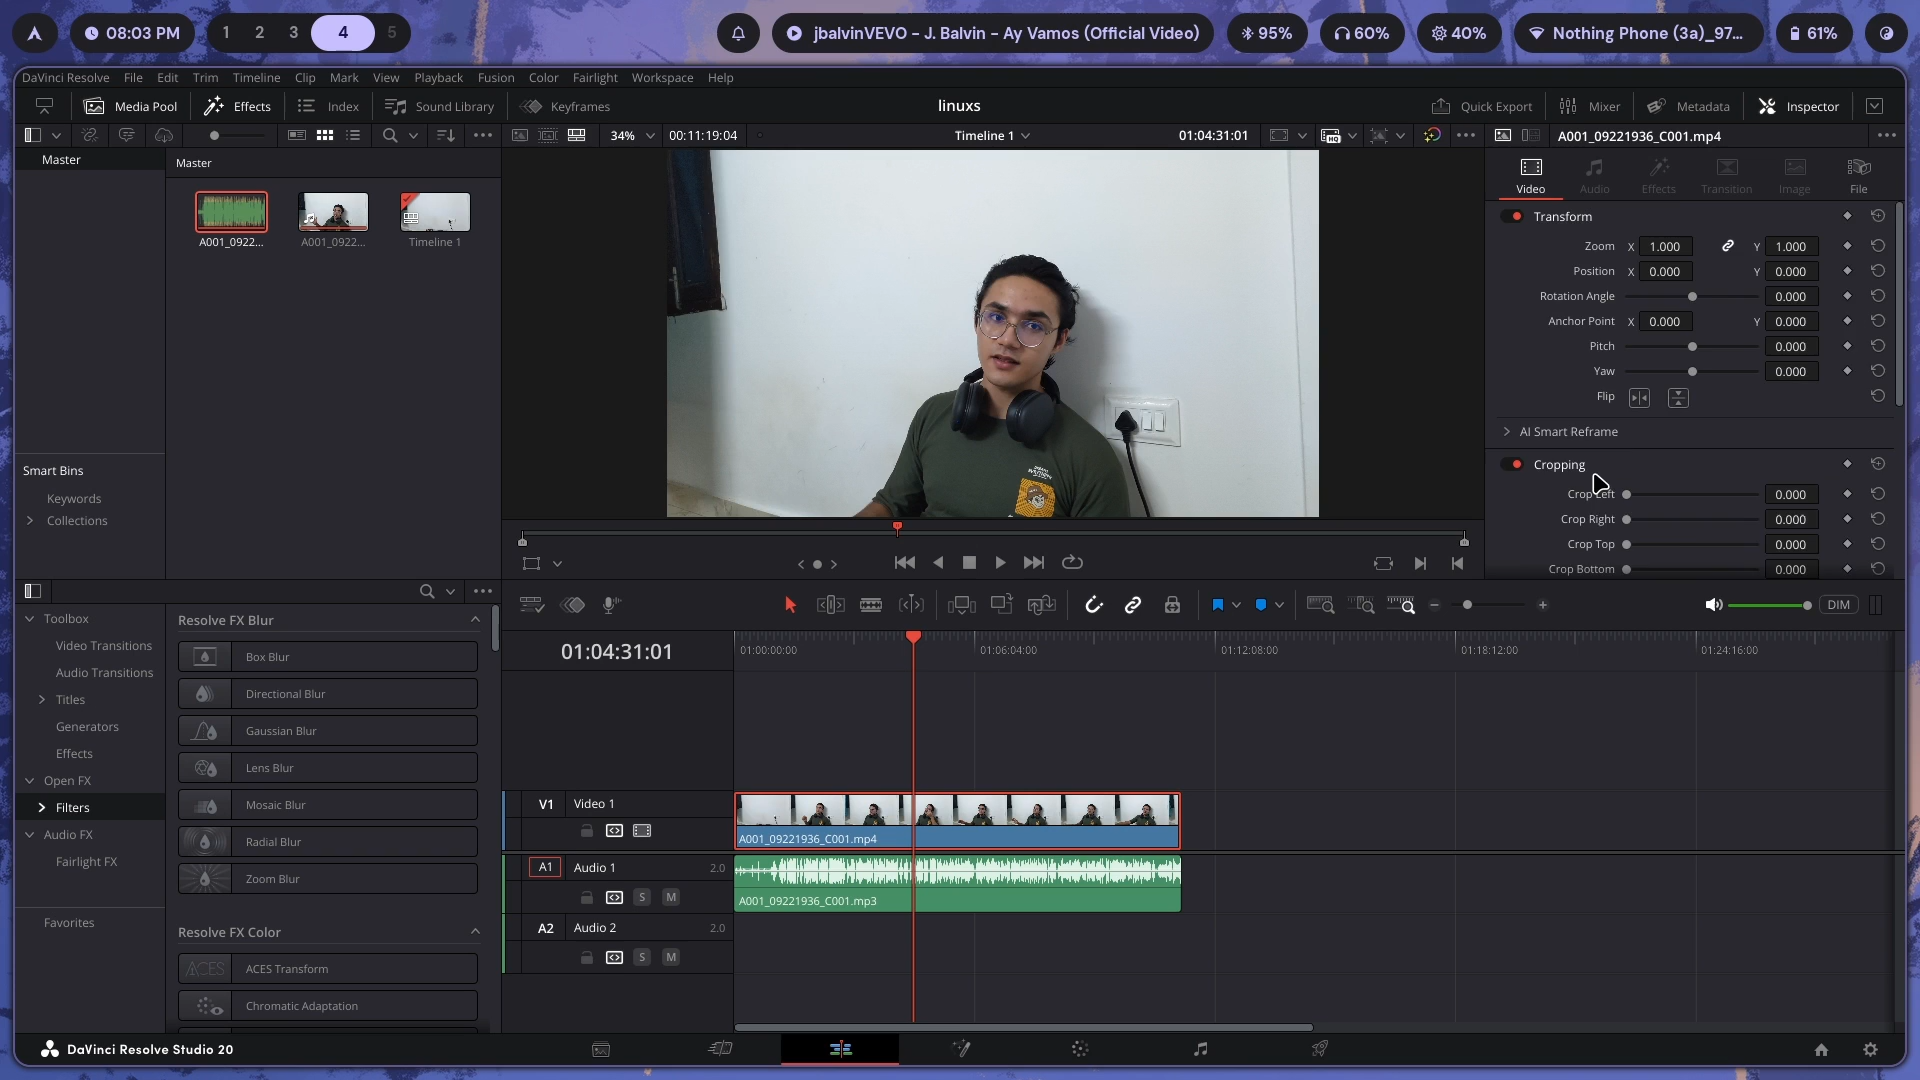 08:03 PM
1 2 3 4 5
jbalvinVEVO - J. Balvin - Ay Vamos (Official Video)
95%
60%
40%
Nothing Phone (3a)_97...
61%
DaVinci Resolve File Edit Trim Timeline Clip Mark View Playback Fusion Color Fairlight Workspace Help
Media Pool Effects Index Sound Library Keyframes
linuxs
Quick Export Mixer Metadata Inspector
34% 00:11:19:04
Timeline 1
01:04:31:01
A001_09221936_C001.mp4
Master
Master
A001_0922...
A001_0922...
Timeline 1
Smart Bins
Keywords
Collections
Video Audio Effects Transition Image File
Transform
Zoom X 1.000 Y 1.000
Position X 0.000 Y 0.000
Rotation Angle 0.000
Anchor Point X 0.000 Y 0.000
Pitch 0.000
Yaw 0.000
Flip
AI Smart Reframe
Cropping
Crop Left 0.000
Crop Right 0.000
Crop Top 0.000
Crop Bottom 0.000
Toolbox
Video Transitions
Audio Transitions
Titles
Generators
Effects
Open FX
Filters
Audio FX
Fairlight FX
Favorites
Resolve FX Blur
Box Blur
Directional Blur
Gaussian Blur
Lens Blur
Mosaic Blur
Radial Blur
Zoom Blur
Resolve FX Color
ACES ACES Transform
Chromatic Adaptation
DIM
01:04:31:01
01:00:00:00 01:06:04:00 01:12:08:00 01:18:12:00 01:24:16:00
V1 Video 1
A001_09221936_C001.mp4
A1 Audio 1 2.0
S M
A001_09221936_C001.mp3
A2 Audio 2 2.0
S M
DaVinci Resolve Studio 20